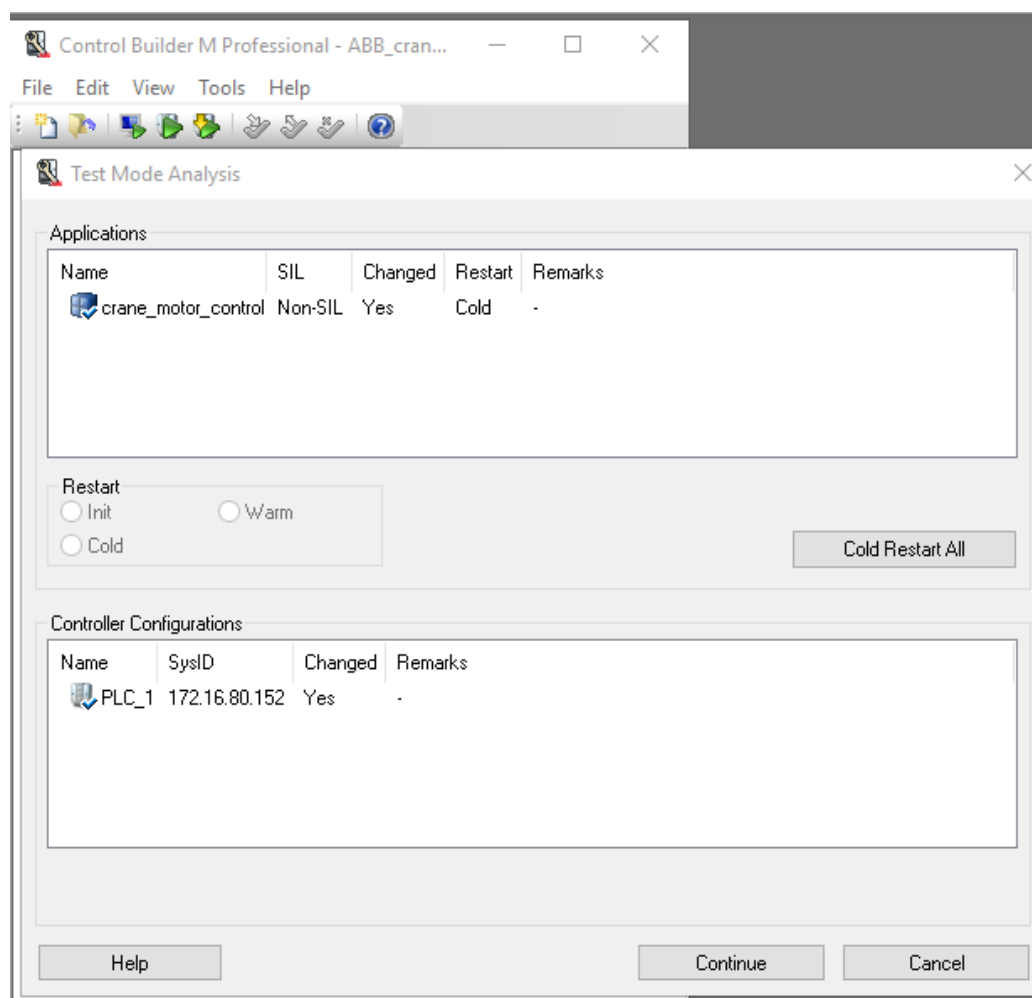 Control Builder M Professional - ABB_cran...
File Edit View Tools Help
Test Mode Analysis
Applications
Name SIL Changed Restart Remarks
crane_motor_control Non-SIL Yes Cold -
Restart
Init Warm
Cold
Cold Restart All
Controller Configurations
Name SysID Changed Remarks
PLC_1 172.16.80.152 Yes -
Help Continue Cancel